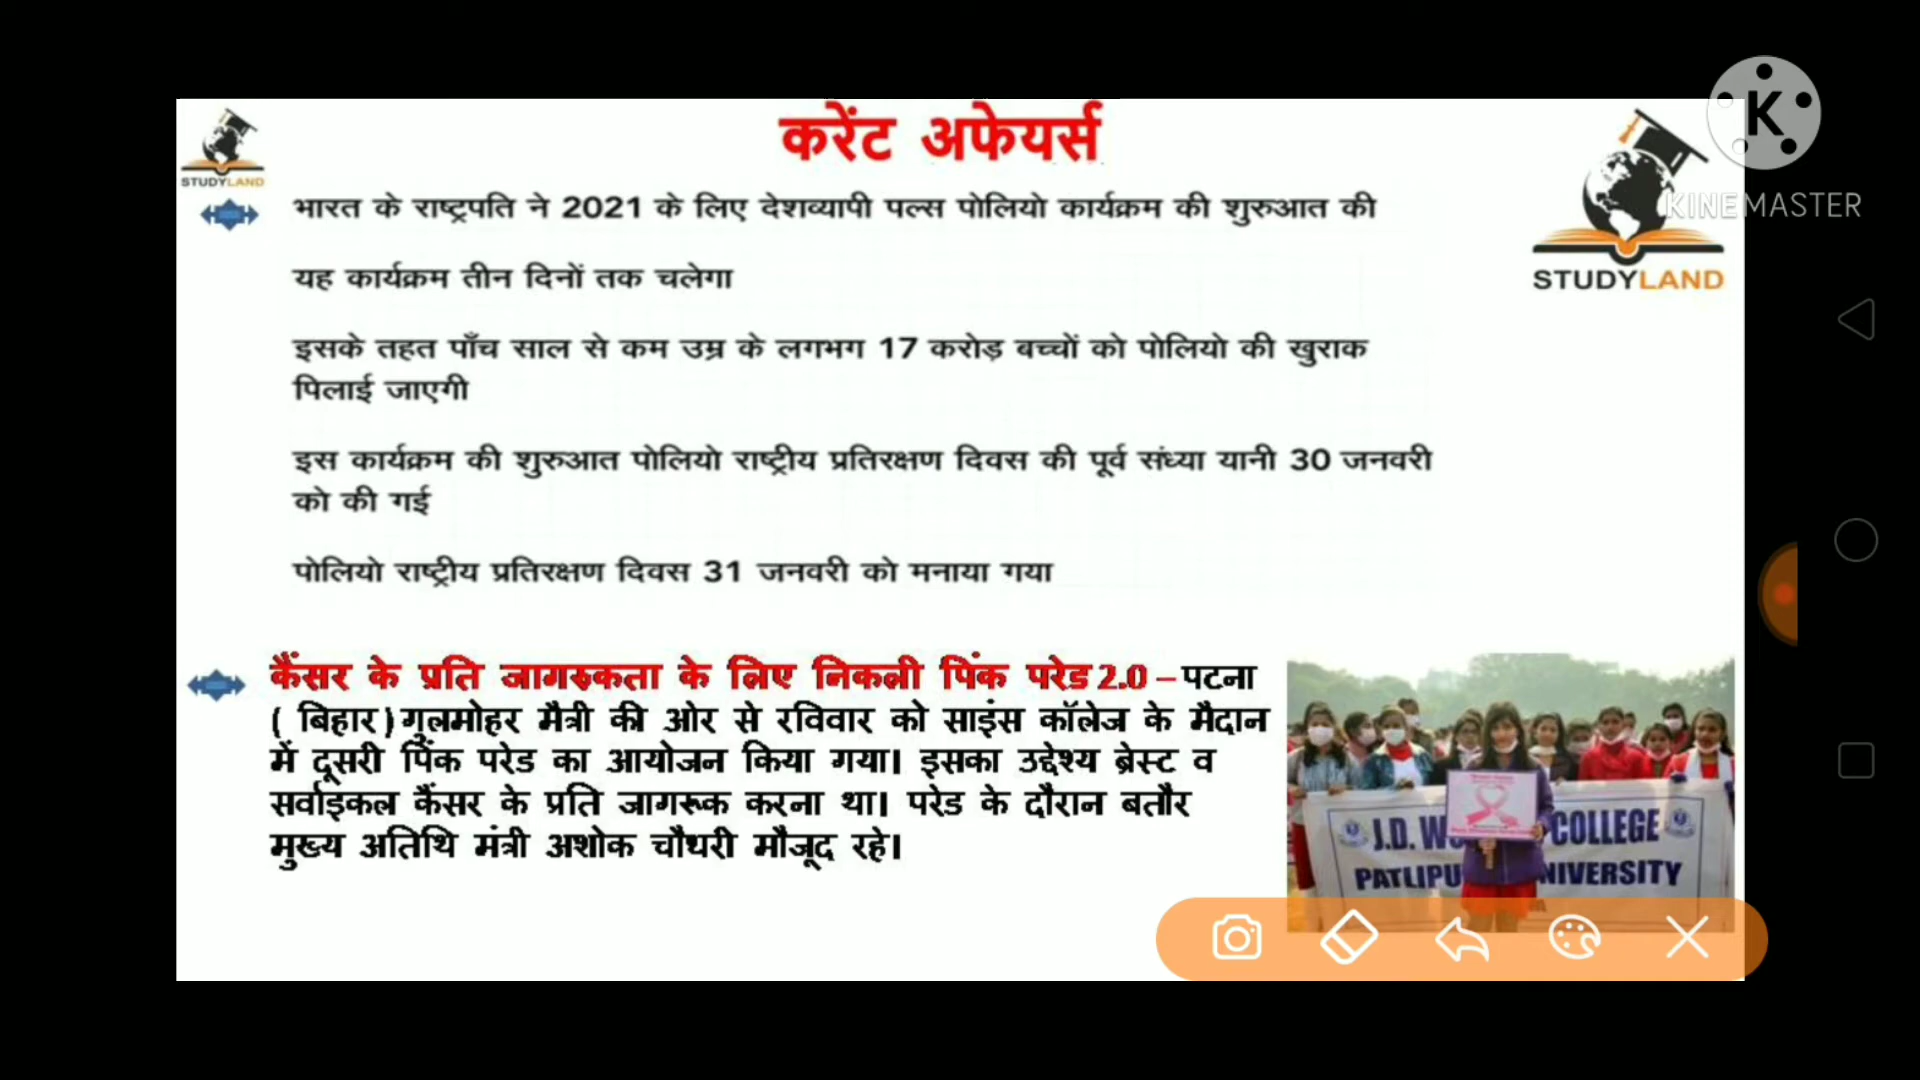 करेंट अफेयर्स
STUDYLAND
K
KINEMASTER
STUDYLAND
भारत के राष्ट्रपति ने 2021 के लिए देशव्यापी पल्स पोलियो कार्यक्रम की शुरुआत की
यह कार्यक्रम तीन दिनों तक चलेगा
इसके तहत पाँच साल से कम उम्र के लगभग 17 करोड़ बच्चों को पोलियो की खुराक
पिलाई जाएगी
इस कार्यक्रम की शुरुआत पोलियो राष्ट्रीय प्रतिरक्षण दिवस की पूर्व संध्या यानी 30 जनवरी
को की गई
पोलियो राष्ट्रीय प्रतिरक्षण दिवस 31 जनवरी को मनाया गया
कैंसर के प्रति जागरुकता के लिए निकली पिंक परेड 2.0 – पटना
( बिहार ) गुलमोहर मैत्री की ओर से रविवार को साइंस कॉलेज के मैदान
में दूसरी पिंक परेड का आयोजन किया गया। इसका उद्देश्य ब्रेस्ट व
सर्वाइकल कैंसर के प्रति जागरूक करना था। परेड के दौरान बतौर
मुख्य अतिथि मंत्री अशोक चौधरी मौजूद रहे।
J.D. COLLEGE